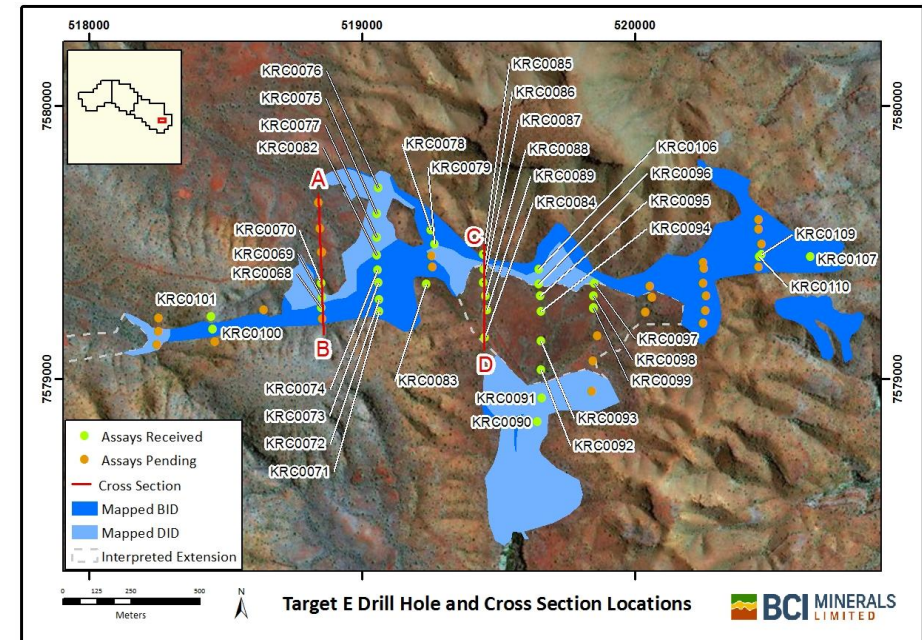 518000
519000
520000
7580000
7580000
7579000
7579000
KRC0076
KRC0075
KRC0077
KRC0082
KRC0078
KRC0079
KRC0085
KRC0086
KRC0087
KRC0088
KRC0089
KRC0084
KRC0106
KRC0096
KRC0095
KRC0094
A
C
KRC0070
KRC0069
KRC0068
KRC0109
KRC0107
KRC0110
KRC0101
KRC0100
B
D
KRC0097
KRC0098
KRC0099
KRC0074
KRC0073
KRC0072
KRC0071
KRC0083
KRC0091
KRC0090
KRC0093
KRC0092
Assays Received
Assays Pending
Cross Section
Mapped BID
Mapped DID
Interpreted Extension
0 125 250 500
Meters
N
Target E Drill Hole and Cross Section Locations
BCI MINERALS
LIMITED